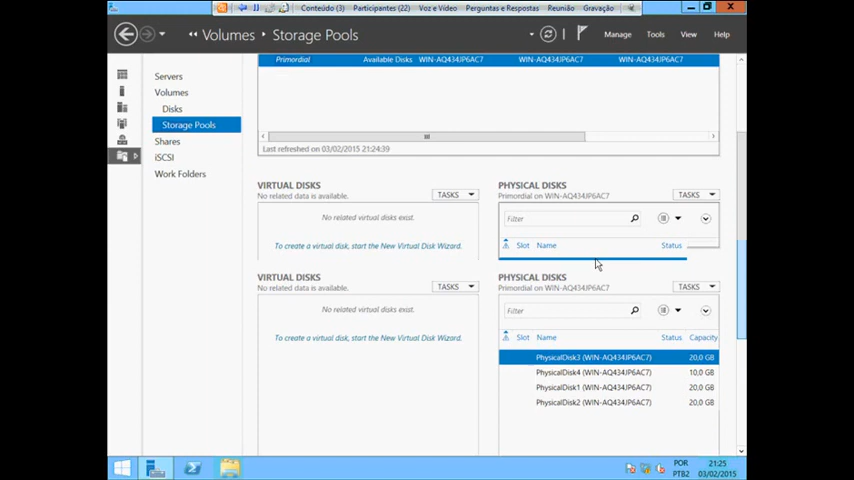 Conteúdo (3) Participantes (22) Voz e Vídeo Perguntas e Respostas Reunião Gravação
Volumes Storage Pools Manage Tools View Help
Servers
Volumes
Disks
Storage Pools
Shares
iSCSI
Work Folders
Primordial Available Disks WIN-AQ434JP6AC7 WIN-AQ434JP6AC7 WIN-AQ434JP6AC7
Last refreshed on 03/02/2015 21:24:39
VIRTUAL DISKS
No related data is available.
TASKS
No related virtual disks exist.
To create a virtual disk, start the New Virtual Disk Wizard.
PHYSICAL DISKS
Primordial on WIN-AQ434JP6AC7
TASKS
Filter
Slot Name Status
VIRTUAL DISKS
No related data is available.
TASKS
No related virtual disks exist.
To create a virtual disk, start the New Virtual Disk Wizard.
PHYSICAL DISKS
Primordial on WIN-AQ434JP6AC7
TASKS
Filter
Slot Name Status Capacity
PhysicalDisk3 (WIN-AQ434JP6AC7) 20,0 GB
PhysicalDisk4 (WIN-AQ434JP6AC7) 10,0 GB
PhysicalDisk1 (WIN-AQ434JP6AC7) 20,0 GB
PhysicalDisk2 (WIN-AQ434JP6AC7) 20,0 GB
POR 21:25
PTB2 03/02/2015